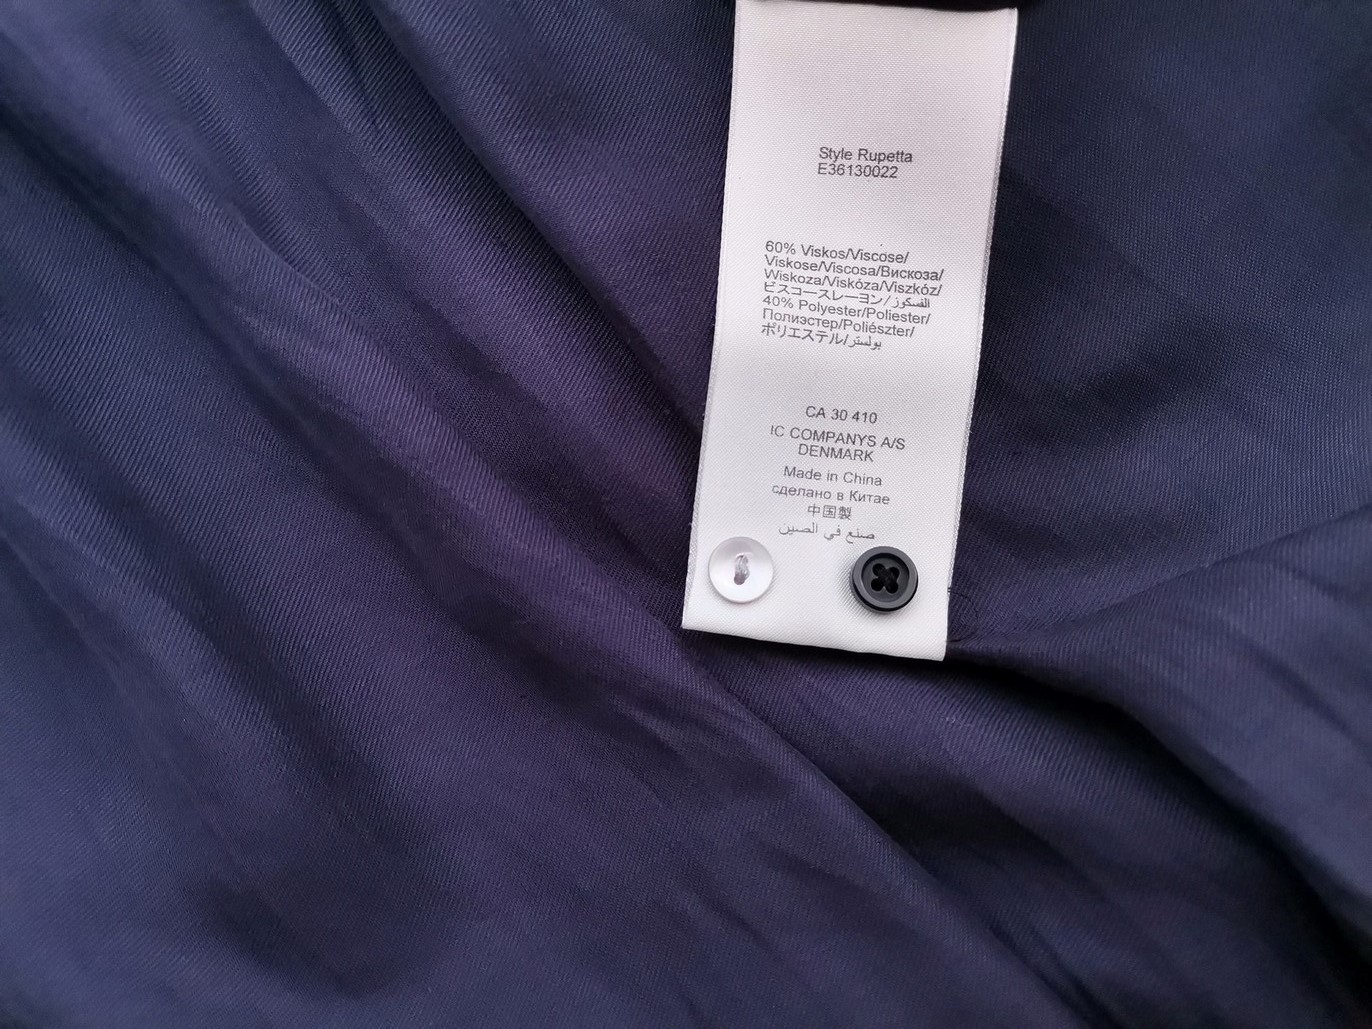 Style Rupetta
E36130022
60% Viskos/Viscose/
Viskose/Viscosa/Вискоза/
Wiskoza/Viskóza/Viszkóz/
ビスコースレーヨン/الفسكوز
40% Polyester/Poliester/
Полиэстер/Poliészter/
ポリエステル/بولستر
CA 30 410
IC COMPANYS A/S
DENMARK
Made in China
сделано в Китае
中国製
صنع في الصين